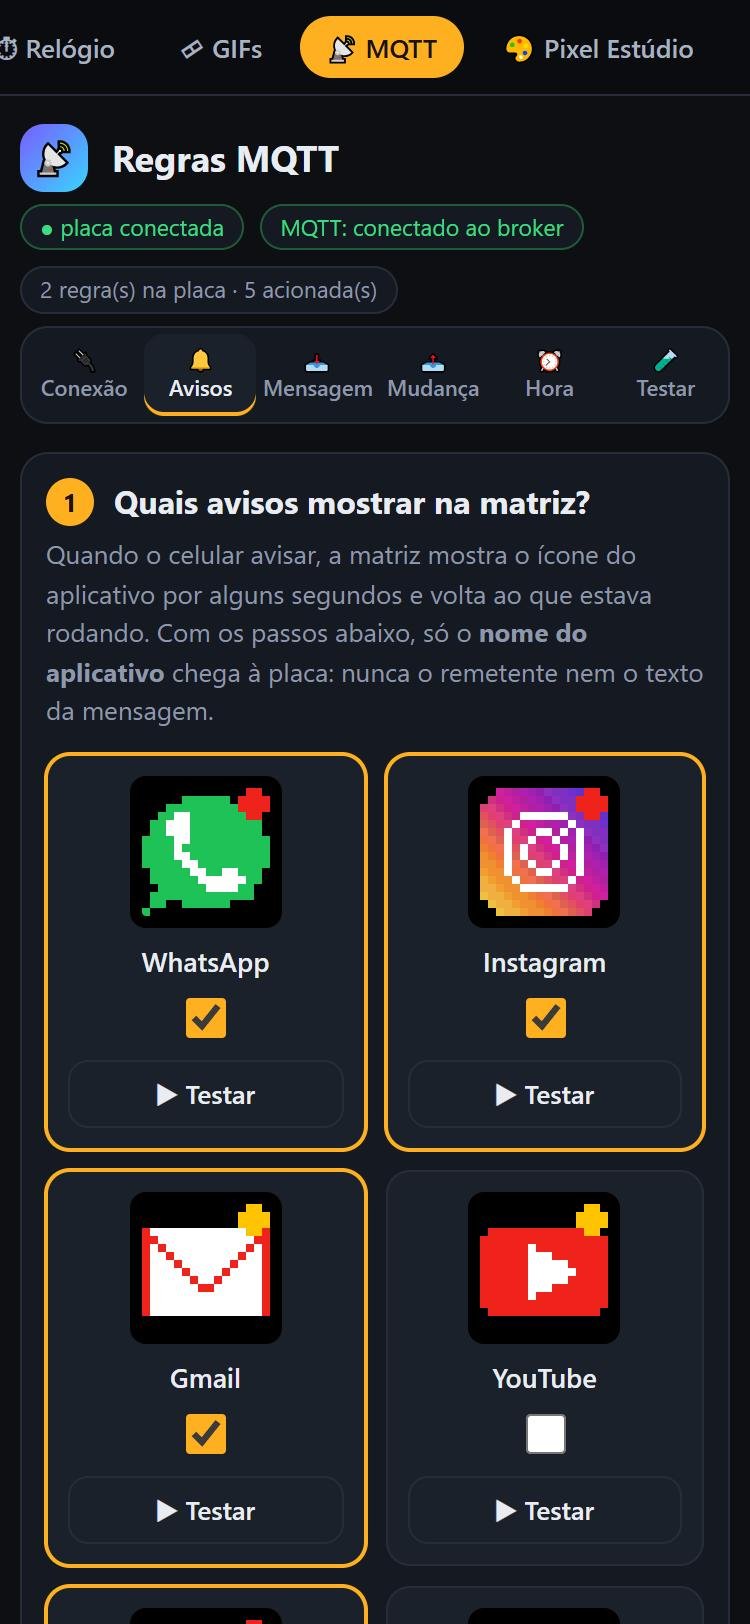 Relógio
GIFs
MQTT
Pixel Estúdio
Regras MQTT
● placa conectada
MQTT: conectado ao broker
2 regra(s) na placa · 5 acionada(s)
Conexão
Avisos
Mensagem
Mudança
Hora
Testar
1 Quais avisos mostrar na matriz?
Quando o celular avisar, a matriz mostra o ícone do
aplicativo por alguns segundos e volta ao que estava
rodando. Com os passos abaixo, só o nome do
aplicativo chega à placa: nunca o remetente nem o texto
da mensagem.
WhatsApp
Instagram
▶ Testar
▶ Testar
Gmail
YouTube
▶ Testar
▶ Testar